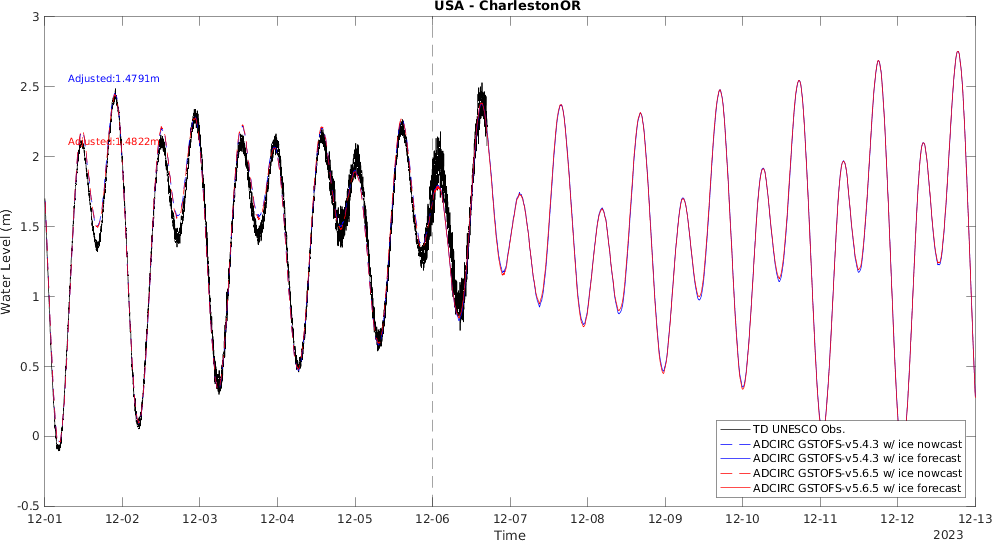 USA - CharlestonOR
3
2.5
2
1.5
1
0.5
0
-0.5
Water Level (m)
Adjusted:1.4791m
Adjusted:1.4822m
TD UNESCO Obs.
ADCIRC GSTOFS-v5.4.3 w/ ice nowcast
ADCIRC GSTOFS-v5.4.3 w/ ice forecast
ADCIRC GSTOFS-v5.6.5 w/ ice nowcast
ADCIRC GSTOFS-v5.6.5 w/ ice forecast
12-01 12-02 12-03 12-04 12-05 12-06 12-07 12-08 12-09 12-10 12-11 12-12 12-13
Time
2023